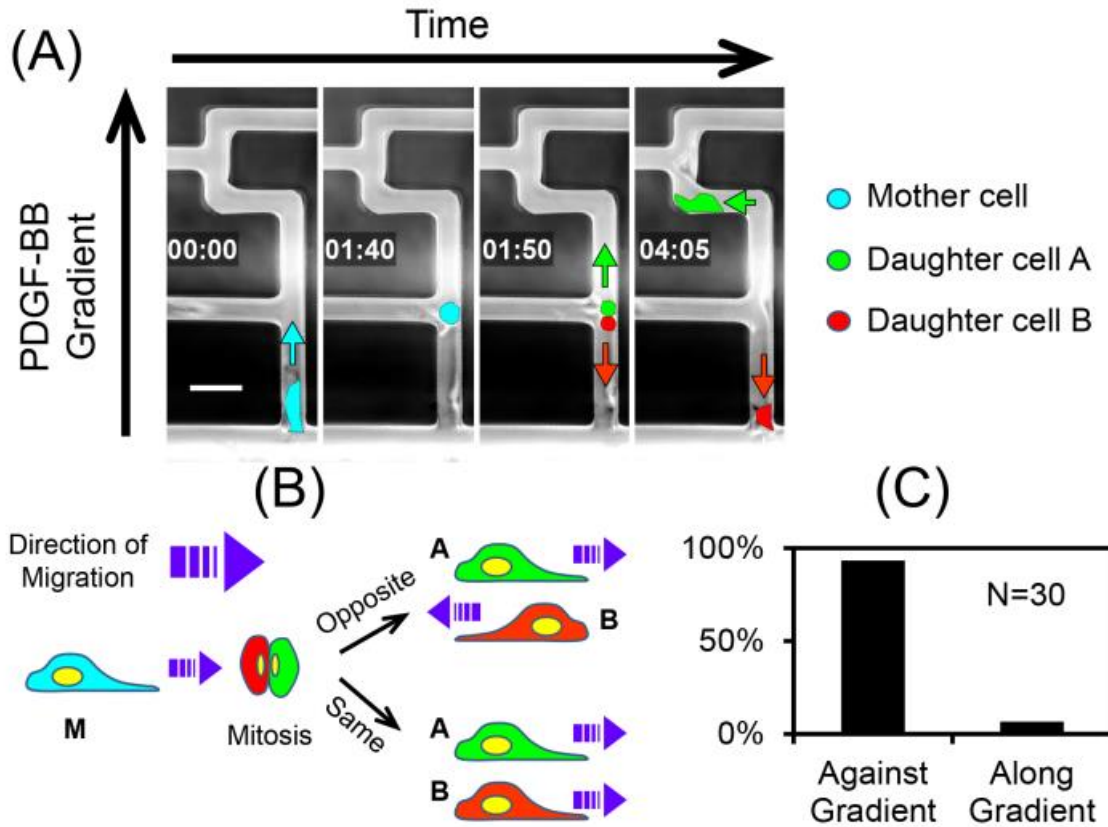 (A)
Time
PDGF-BB
Gradient
00:00
01:40
01:50
04:05
Mother cell
Daughter cell A
Daughter cell B
(B)
Direction of
Migration
M
Mitosis
Opposite
Same
A
B
A
B
(C)
100%
50%
0%
N=30
Against
Gradient
Along
Gradient